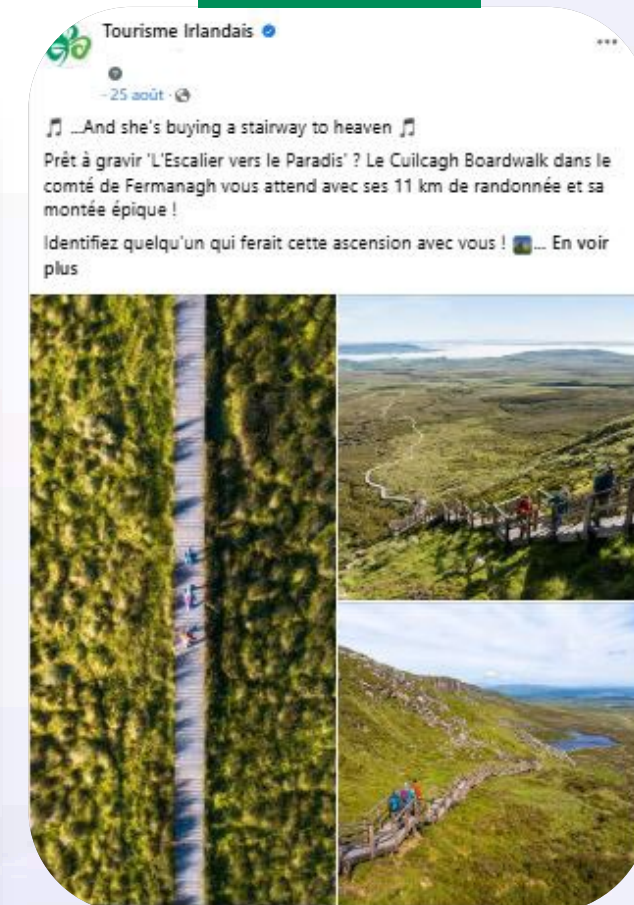 Tourisme Irlandais
- 25 août ·
🎵 ...And she's buying a stairway to heaven 🎵
Prêt à gravir 'L'Escalier vers le Paradis' ? Le Cuilcagh Boardwalk dans le
comté de Fermanagh vous attend avec ses 11 km de randonnée et sa
montée épique !
Identifiez quelqu'un qui ferait cette ascension avec vous ! ... En voir
plus